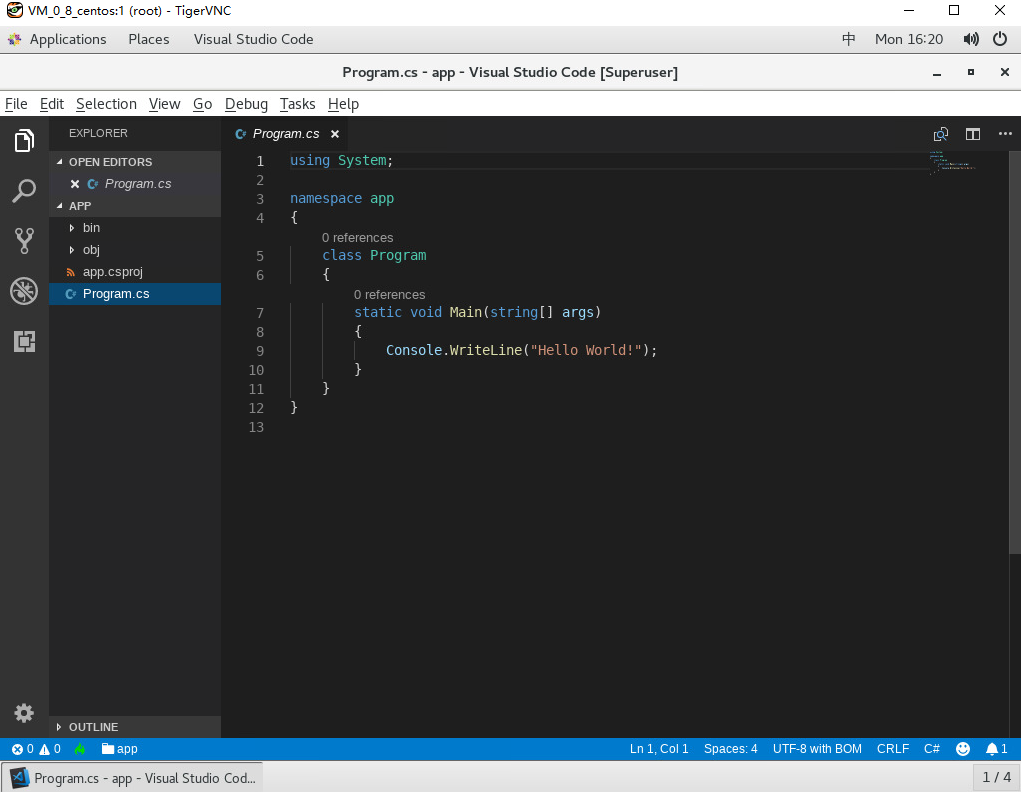 VM_0_8_centos:1 (root) - TigerVNC
Applications Places Visual Studio Code 中 Mon 16:20
Program.cs - app - Visual Studio Code [Superuser]
File Edit Selection View Go Debug Tasks Help
EXPLORER
OPEN EDITORS
Program.cs
APP
bin
obj
app.csproj
Program.cs
OUTLINE
Program.cs
1 using System;
2
3 namespace app
4 {
0 references
5 class Program
6 {
0 references
7 static void Main(string[] args)
8 {
9 Console.WriteLine("Hello World!");
10 }
11 }
12 }
13
0 0 app Ln 1, Col 1 Spaces: 4 UTF-8 with BOM CRLF C# 1
Program.cs - app - Visual Studio Cod... 1 / 4